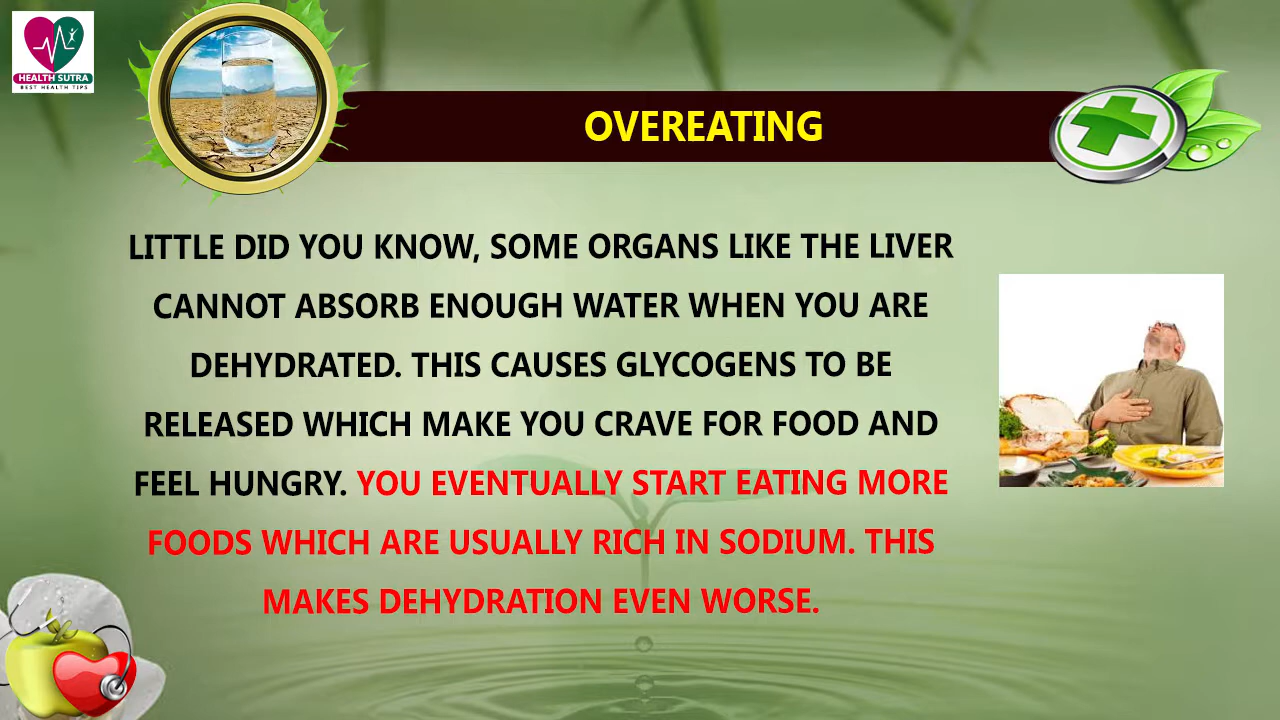 HEALTH SUTRA
BEST HEALTH TIPS
OVEREATING
LITTLE DID YOU KNOW, SOME ORGANS LIKE THE LIVER
CANNOT ABSORB ENOUGH WATER WHEN YOU ARE
DEHYDRATED. THIS CAUSES GLYCOGENS TO BE
RELEASED WHICH MAKE YOU CRAVE FOR FOOD AND
FEEL HUNGRY. YOU EVENTUALLY START EATING MORE
FOODS WHICH ARE USUALLY RICH IN SODIUM. THIS
MAKES DEHYDRATION EVEN WORSE.